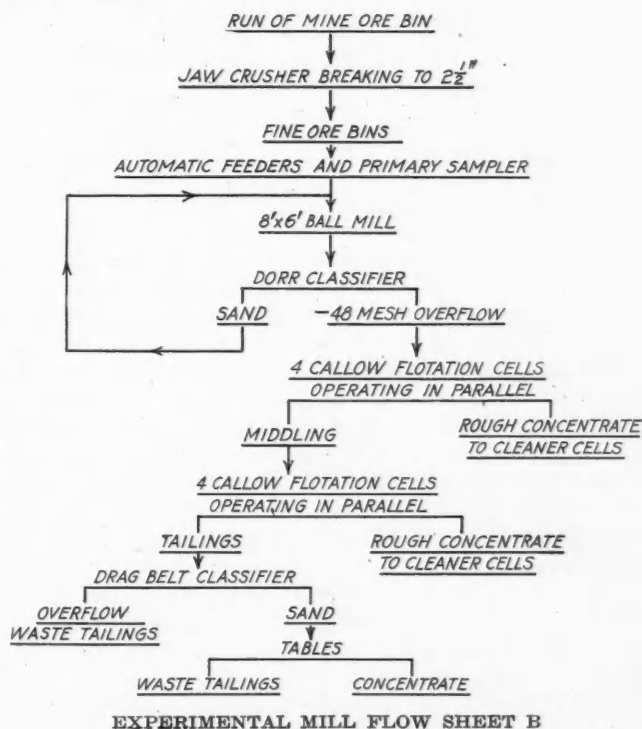 RUN OF MINE ORE BIN
JAW CRUSHER BREAKING TO 2 1/2"
FINE ORE BINS
AUTOMATIC FEEDERS AND PRIMARY SAMPLER
8'x6' BALL MILL
DORR CLASSIFIER
SAND
-48 MESH OVERFLOW
4 CALLOW FLOTATION CELLS
OPERATING IN PARALLEL
MIDDLING
ROUGH CONCENTRATE
TO CLEANER CELLS
4 CALLOW FLOTATION CELLS
OPERATING IN PARALLEL
TAILINGS
ROUGH CONCENTRATE
TO CLEANER CELLS
DRAG BELT CLASSIFIER
OVERFLOW
WASTE TAILINGS
SAND
TABLES
WASTE TAILINGS
CONCENTRATE
EXPERIMENTAL MILL FLOW SHEET B